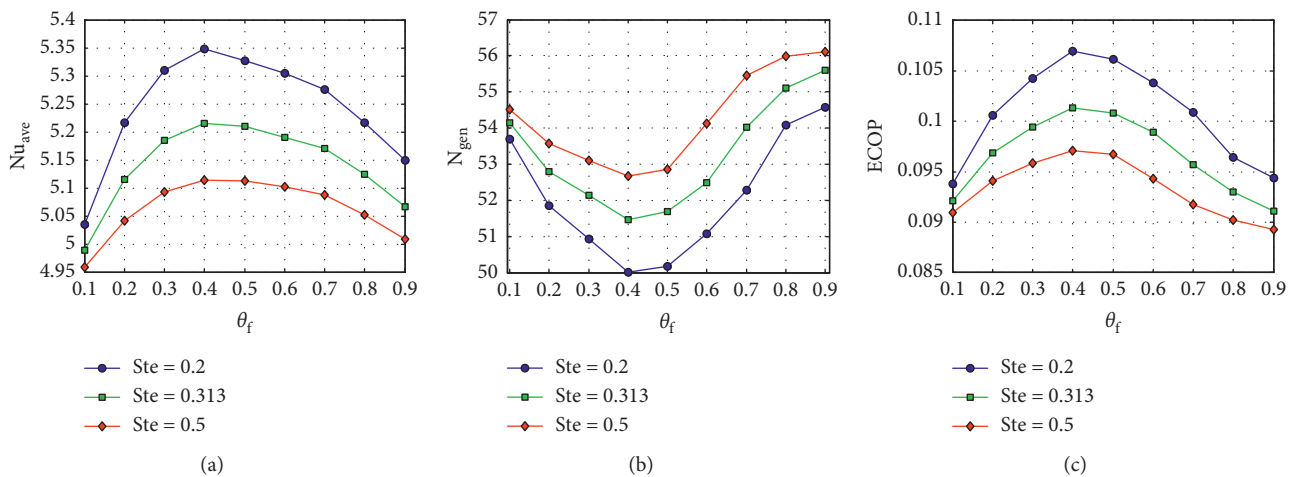 5.4
5.35
5.3
5.25
5.2
5.15
5.1
5.05
5
4.95
Nu_ave
0.1 0.2 0.3 0.4 0.5 0.6 0.7 0.8 0.9
θ_f
Ste = 0.2
Ste = 0.313
Ste = 0.5
(a)
57
56
55
54
53
52
51
50
N_gen
0.1 0.2 0.3 0.4 0.5 0.6 0.7 0.8 0.9
θ_f
Ste = 0.2
Ste = 0.313
Ste = 0.5
(b)
0.11
0.105
0.1
0.095
0.09
0.085
ECOP
0.1 0.2 0.3 0.4 0.5 0.6 0.7 0.8 0.9
θ_f
Ste = 0.2
Ste = 0.313
Ste = 0.5
(c)